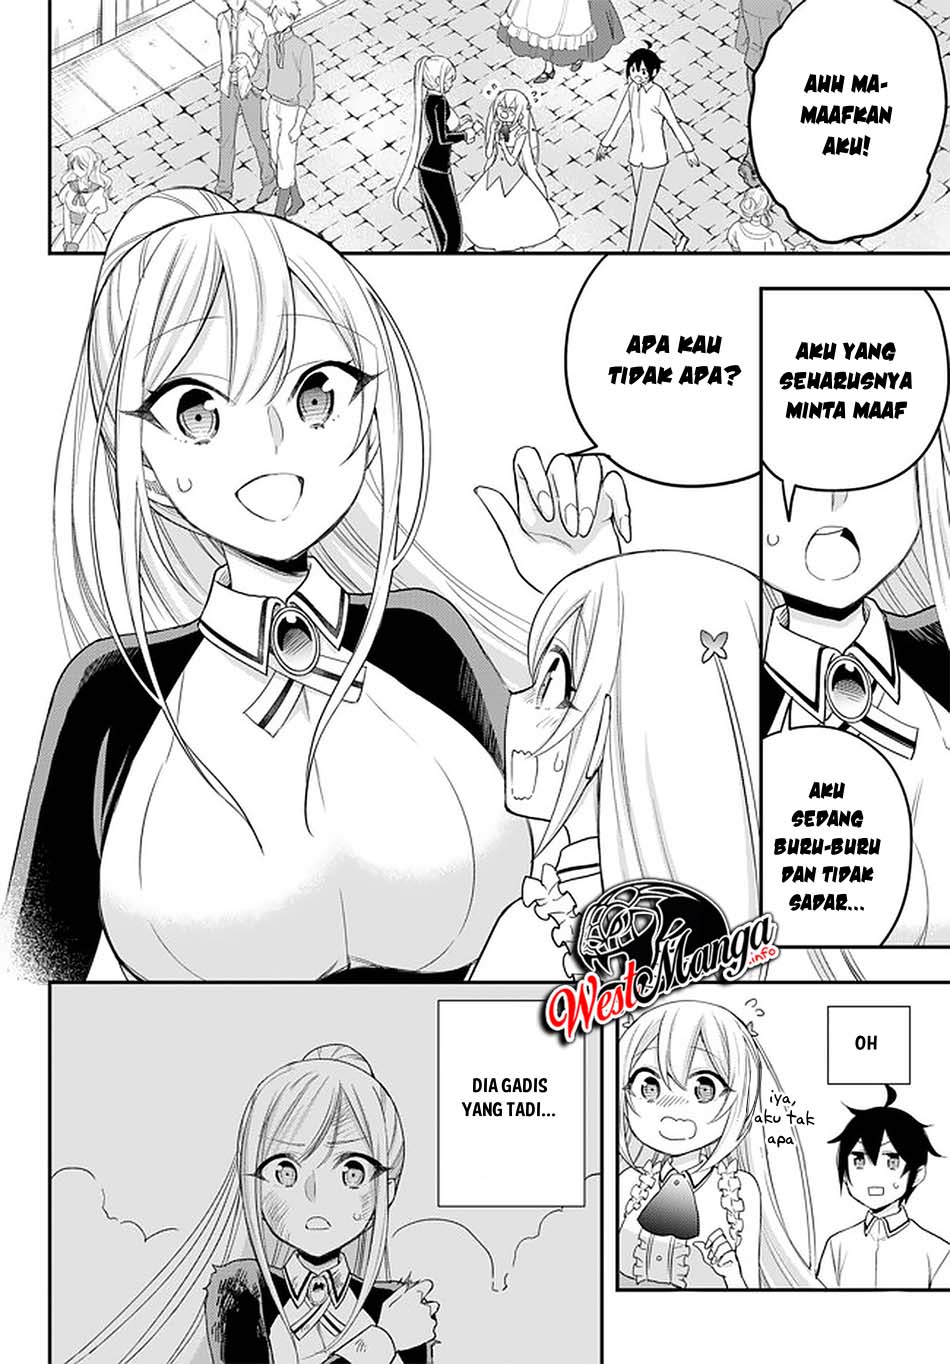 AHH MA-
MAAFKAN
AKU!
AKU YANG
SEHARUSNYA
MINTA MAAF
APA KAU
TIDAK APA?
AKU
SEDANG
BURU-BURU
DAN TIDAK
SADAR...
WestManga
.info
OH
iya,
aku tak
apa
DIA GADIS
YANG TADI...